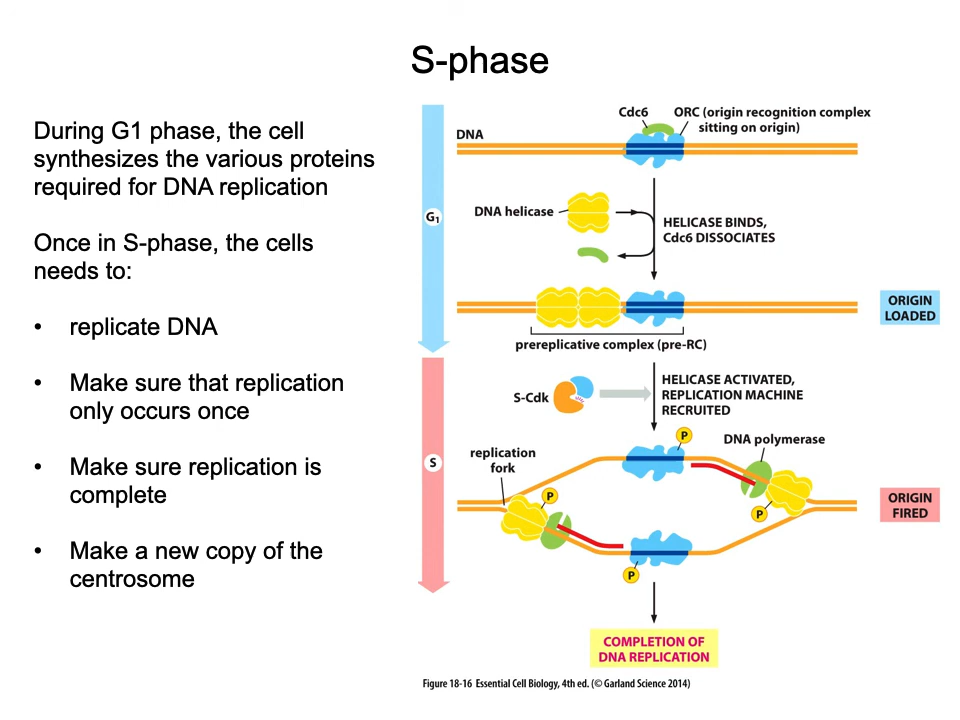 S-phase
During G1 phase, the cell
synthesizes the various proteins
required for DNA replication
Once in S-phase, the cells
needs to:
• replicate DNA
• Make sure that replication
only occurs once
• Make sure replication is
complete
• Make a new copy of the
centrosome
Cdc6
ORC (origin recognition complex
sitting on origin)
DNA
G1
DNA helicase
HELICASE BINDS,
Cdc6 DISSOCIATES
ORIGIN
LOADED
prereplicative complex (pre-RC)
S-Cdk
HELICASE ACTIVATED,
REPLICATION MACHINE
RECRUITED
S
replication
fork
P
DNA polymerase
P
P
P
ORIGIN
FIRED
COMPLETION OF
DNA REPLICATION
Figure 18-16 Essential Cell Biology, 4th ed. (© Garland Science 2014)